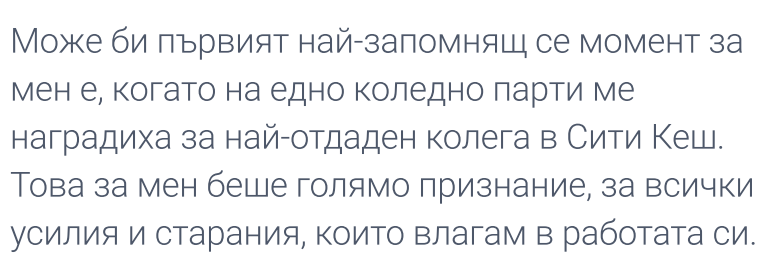 Може би първият най-запомнящ се момент за
мен е, когато на едно коледно парти ме
наградиха за най-отдаден колега в Сити Кеш.
Това за мен беше голямо признание, за всички
усилия и старания, които влагам в работата си.